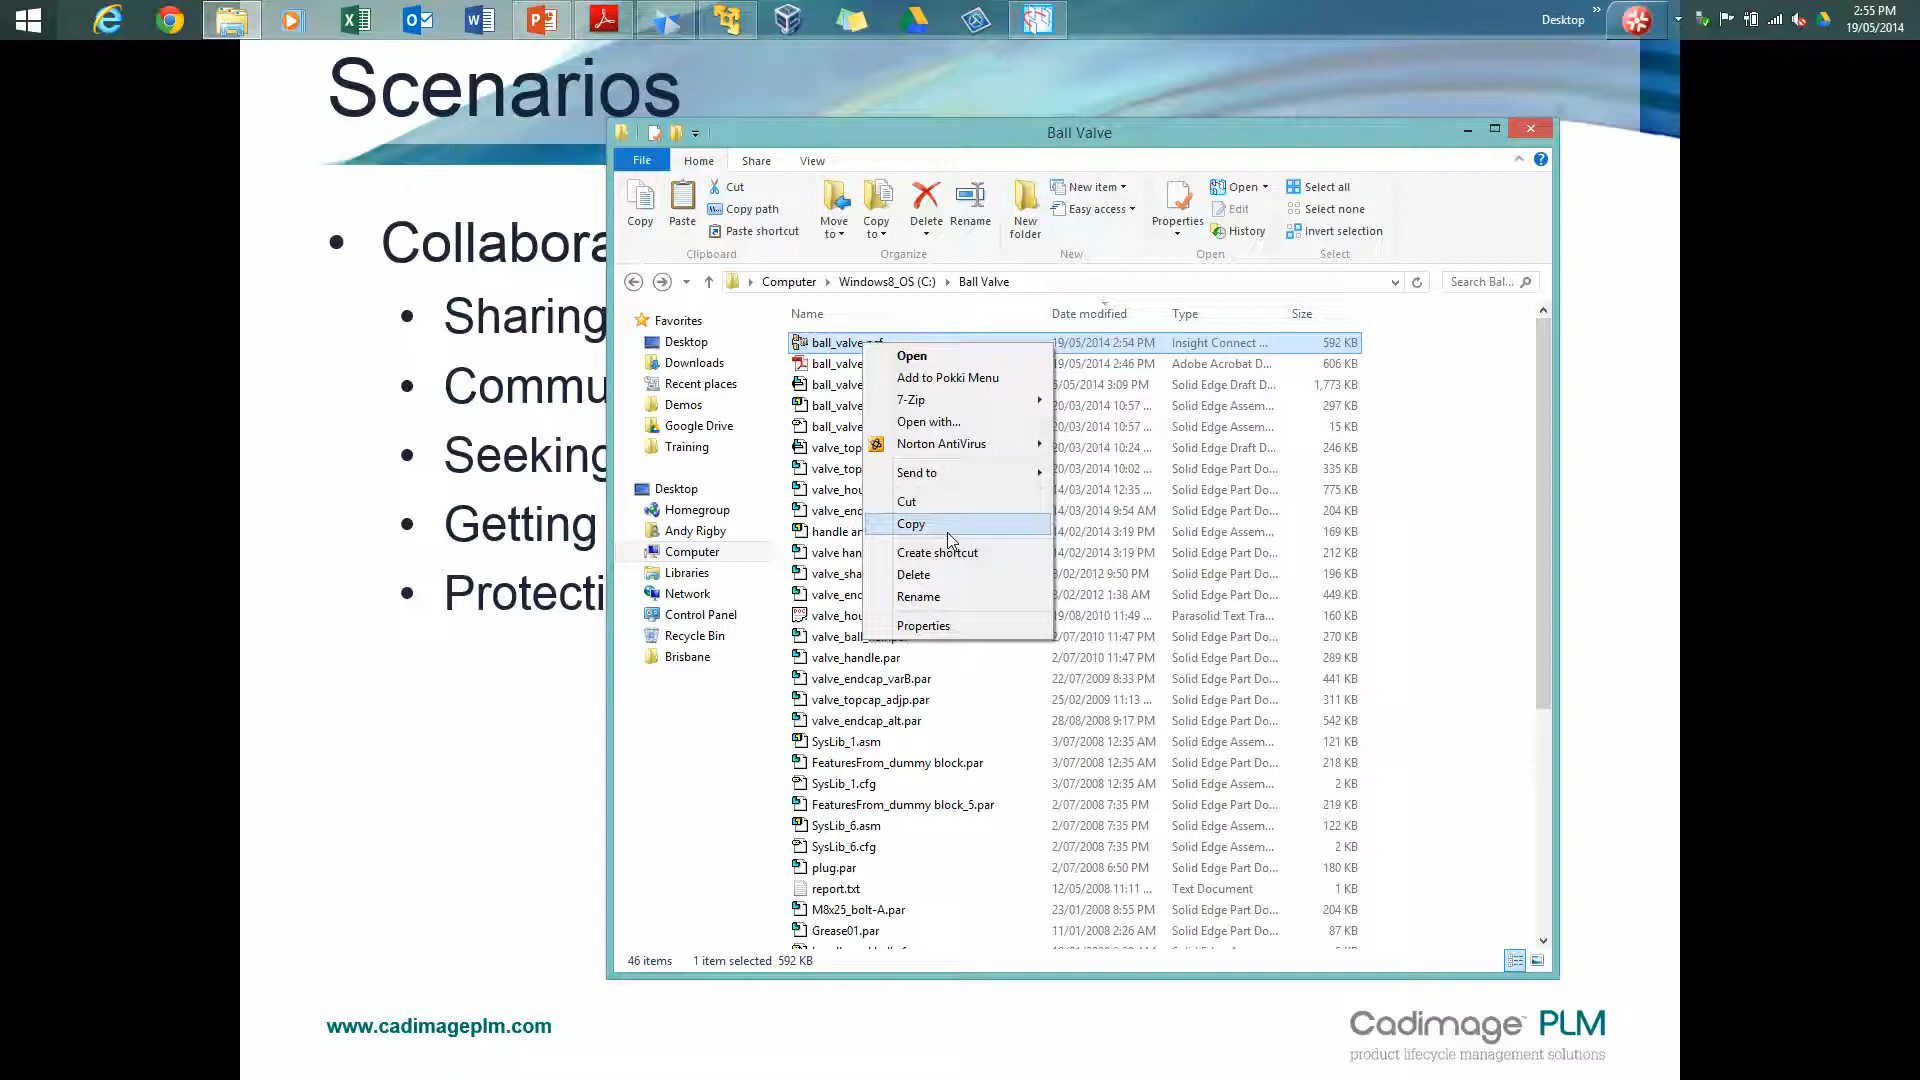 Desktop
2:55 PM
19/05/2014
Scenarios
Ball Valve
File Home Share View
Copy
Paste
Cut
Copy path
Paste shortcut
Clipboard
Move to
Copy to
Delete
Rename
Organize
New folder
New item
Easy access
New
Properties
Open
Edit
History
Open
Select all
Select none
Invert selection
Select
Computer Windows8_OS (C:) Ball Valve
Search Bal...
• Collabora
• Sharing
• Commu
• Seeking
• Getting
• Protecti
Favorites
Desktop
Downloads
Recent places
Demos
Google Drive
Training
Desktop
Homegroup
Andy Rigby
Computer
Libraries
Network
Control Panel
Recycle Bin
Brisbane
Name Date modified Type Size
ball_valve 19/05/2014 2:54 PM Insight Connect ... 592 KB
ball_valve 19/05/2014 2:46 PM Adobe Acrobat D... 606 KB
ball_valve 5/05/2014 3:09 PM Solid Edge Draft D... 1,773 KB
ball_valve 20/03/2014 10:57 ... Solid Edge Assem... 297 KB
ball_valve 20/03/2014 10:57 ... Solid Edge Assem... 15 KB
valve_top 20/03/2014 10:24 ... Solid Edge Draft D... 246 KB
valve_top 20/03/2014 10:02 ... Solid Edge Part Do... 335 KB
valve_hou 14/03/2014 12:35 ... Solid Edge Part Do... 775 KB
valve_end 14/03/2014 9:54 AM Solid Edge Part Do... 204 KB
handle an 14/02/2014 3:19 PM Solid Edge Assem... 169 KB
valve han 14/02/2014 3:19 PM Solid Edge Part Do... 212 KB
valve_sha 3/02/2012 9:50 PM Solid Edge Part Do... 196 KB
valve_end 3/02/2012 1:38 AM Solid Edge Part Do... 449 KB
valve_hou 19/08/2010 11:49 ... Parasolid Text Tra... 160 KB
valve_ball 2/07/2010 11:47 PM Solid Edge Part Do... 270 KB
valve_handle.par 2/07/2010 11:47 PM Solid Edge Part Do... 289 KB
valve_endcap_varB.par 22/07/2009 8:33 PM Solid Edge Part Do... 441 KB
valve_topcap_adjp.par 25/02/2009 11:13 ... Solid Edge Part Do... 311 KB
valve_endcap_alt.par 28/08/2008 9:17 PM Solid Edge Part Do... 542 KB
SysLib_1.asm 3/07/2008 12:35 AM Solid Edge Assem... 121 KB
FeaturesFrom_dummy block.par 3/07/2008 12:35 AM Solid Edge Part Do... 218 KB
SysLib_1.cfg 3/07/2008 12:35 AM Solid Edge Assem... 2 KB
FeaturesFrom_dummy block_5.par 2/07/2008 7:35 PM Solid Edge Part Do... 219 KB
SysLib_6.asm 2/07/2008 7:35 PM Solid Edge Assem... 122 KB
SysLib_6.cfg 2/07/2008 7:35 PM Solid Edge Assem... 2 KB
plug.par 2/07/2008 6:50 PM Solid Edge Part Do... 180 KB
report.txt 12/05/2008 11:11 ... Text Document 1 KB
M8x25_bolt-A.par 23/01/2008 8:55 PM Solid Edge Part Do... 204 KB
Grease01.par 11/01/2008 2:26 AM Solid Edge Part Do... 87 KB
Open
Add to Pokki Menu
7-Zip
Open with...
Norton AntiVirus
Send to
Cut
Copy
Create shortcut
Delete
Rename
Properties
46 items 1 item selected 592 KB
www.cadimageplm.com
Cadimage™ PLM
product lifecycle management solutions